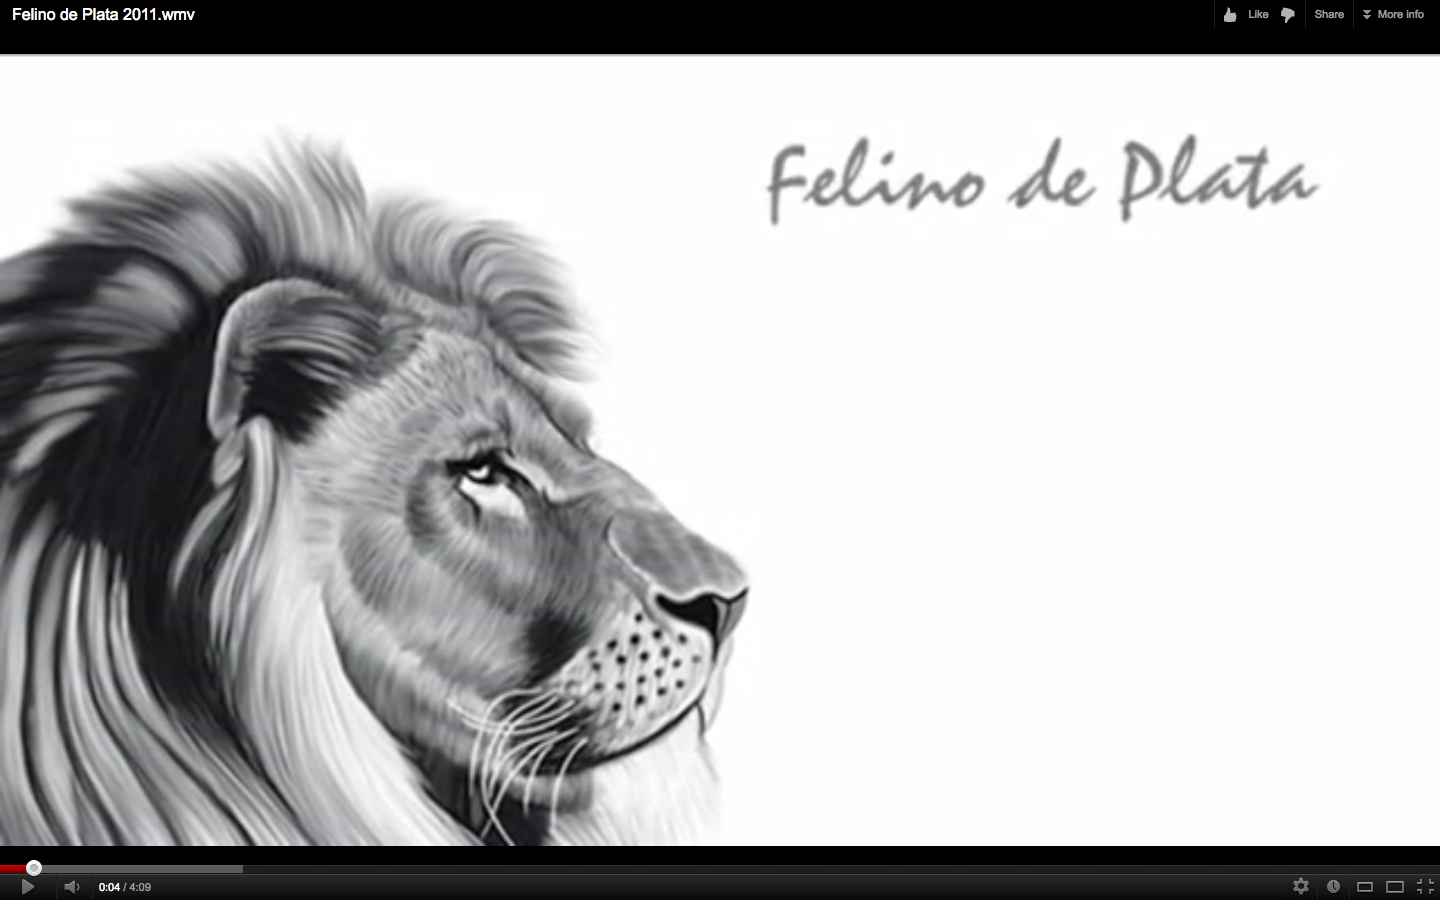 Felino de Plata 2011.wmv
Like
Share
More info
Felino de Plata
0:04 / 4:09